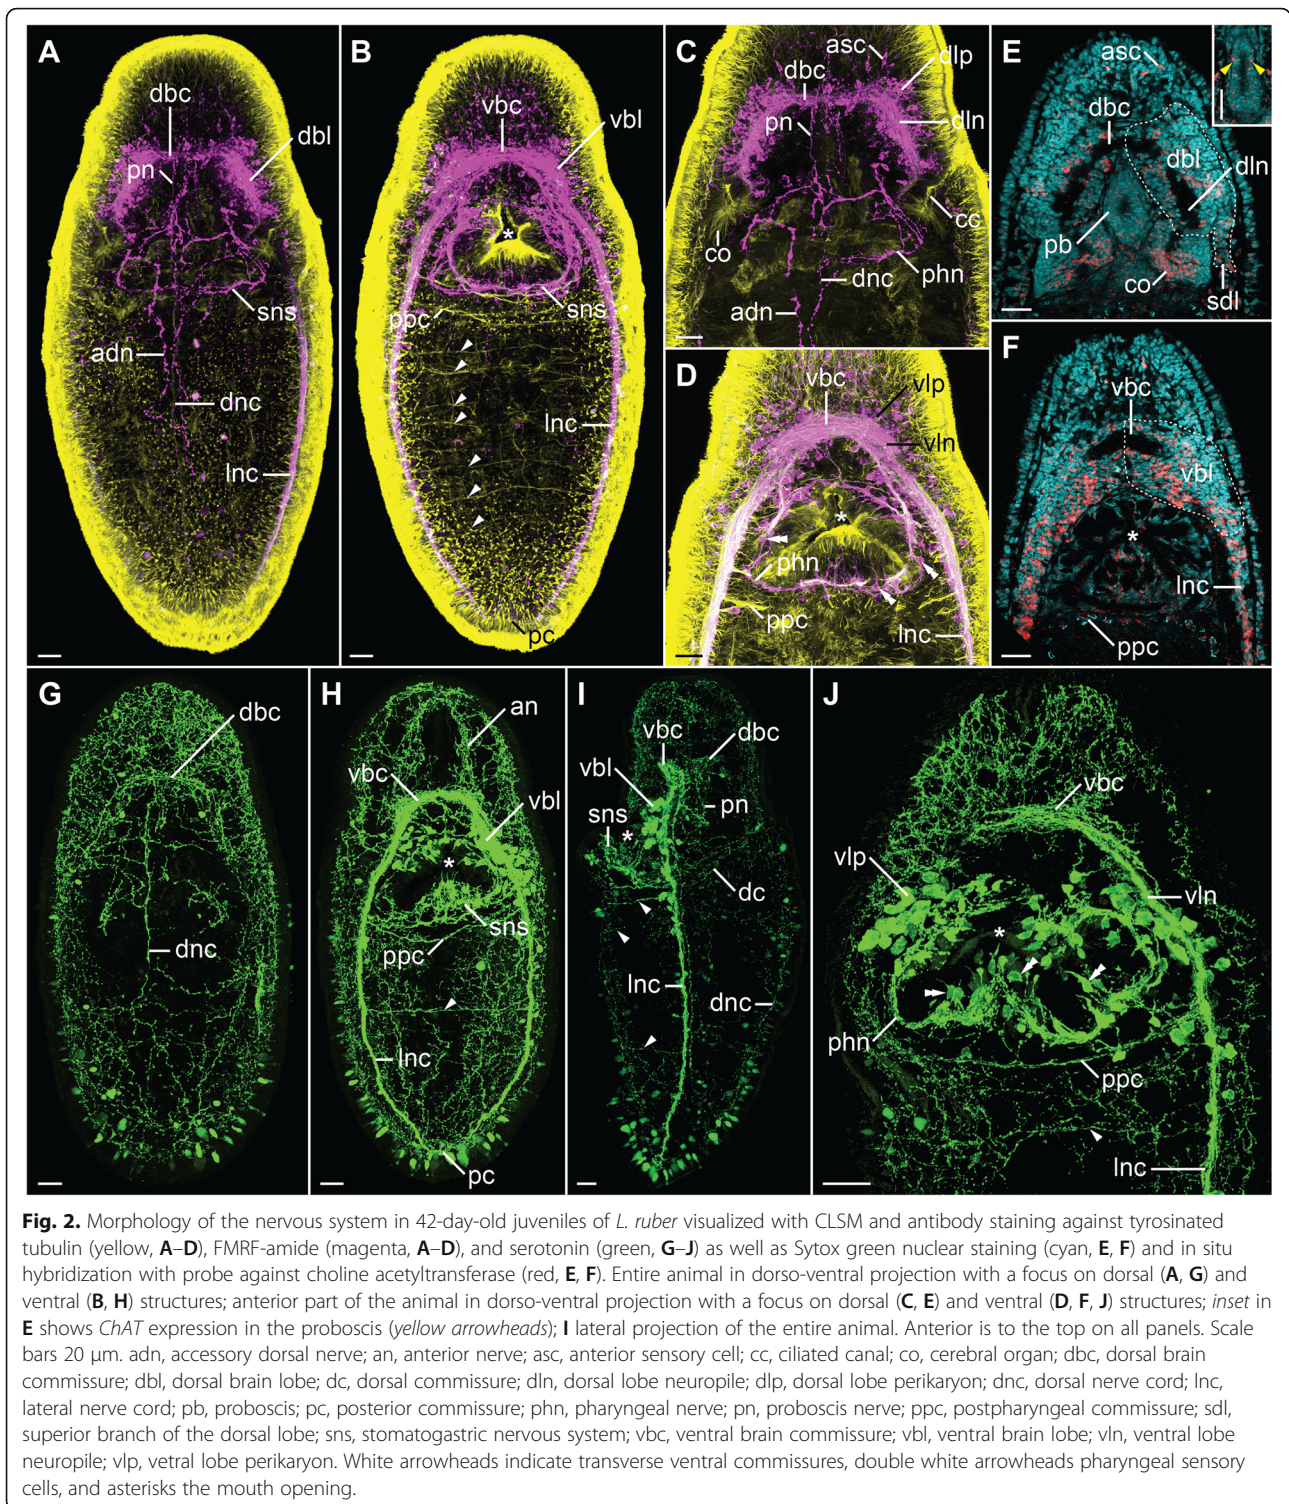 A
dbc
dbl
pn
sns
adn
dnc
lnc
B
vbc
vbl
*
ppc
sns
lnc
pc
C
asc
dbc
dlp
pn
dln
cc
co
phn
dnc
adn
D
vbc
vlp
vln
*
phn
ppc
lnc
E
asc
dbc
dbl
dln
pb
co
sdl
F
vbc
vbl
*
lnc
ppc
G
dbc
dnc
H
an
vbc
vbl
*
sns
ppc
lnc
pc
I
vbc
dbc
vbl
sns
*
pn
dc
lnc
dnc
J
vbc
vlp
vln
*
phn
ppc
lnc
Fig. 2. Morphology of the nervous system in 42-day-old juveniles of L. ruber visualized with CLSM and antibody staining against tyrosinated
tubulin (yellow, A–D), FMRF-amide (magenta, A–D), and serotonin (green, G–J) as well as Sytox green nuclear staining (cyan, E, F) and in situ
hybridization with probe against choline acetyltransferase (red, E, F). Entire animal in dorso-ventral projection with a focus on dorsal (A, G) and
ventral (B, H) structures; anterior part of the animal in dorso-ventral projection with a focus on dorsal (C, E) and ventral (D, F, J) structures; inset in
E shows ChAT expression in the proboscis (yellow arrowheads); I lateral projection of the entire animal. Anterior is to the top on all panels. Scale
bars 20 μm. adn, accessory dorsal nerve; an, anterior nerve; asc, anterior sensory cell; cc, ciliated canal; co, cerebral organ; dbc, dorsal brain
commissure; dbl, dorsal brain lobe; dc, dorsal commissure; dln, dorsal lobe neuropile; dlp, dorsal lobe perikaryon; dnc, dorsal nerve cord; lnc,
lateral nerve cord; pb, proboscis; pc, posterior commissure; phn, pharyngeal nerve; pn, proboscis nerve; ppc, postpharyngeal commissure; sdl,
superior branch of the dorsal lobe; sns, stomatogastric nervous system; vbc, ventral brain commissure; vbl, ventral brain lobe; vln, ventral lobe
neuropile; vlp, vetral lobe perikaryon. White arrowheads indicate transverse ventral commissures, double white arrowheads pharyngeal sensory
cells, and asterisks the mouth opening.